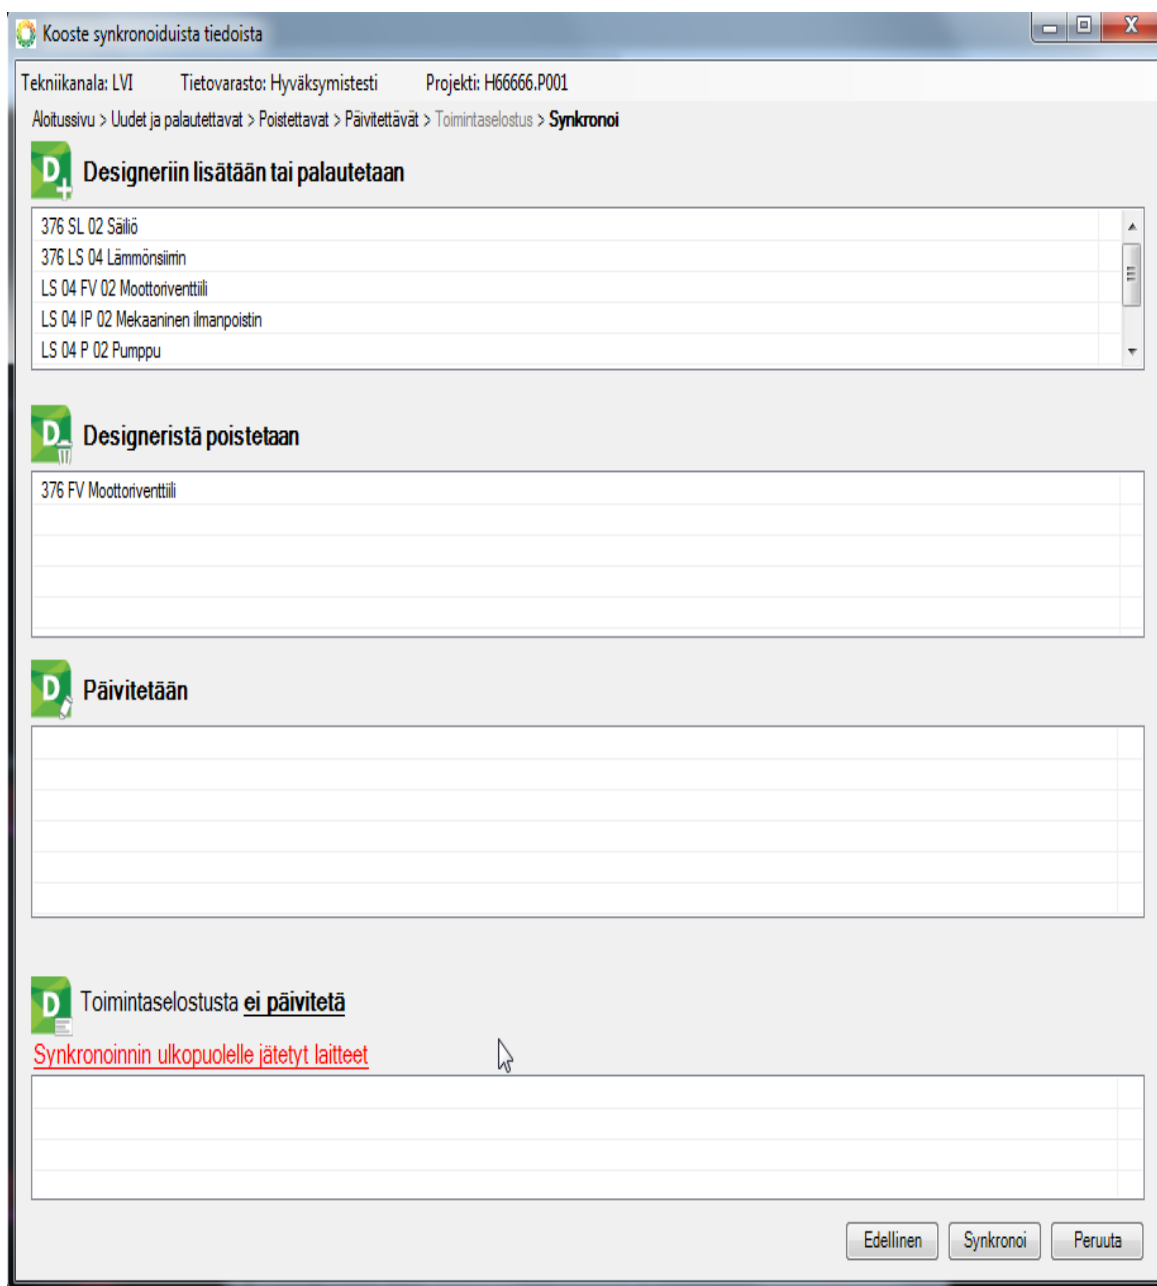 Kooste synkronoiduista tiedoista
Tekniikanala: LVI Tietovarasto: Hyväksymistesti Projekti: H66666.P001
Aloitussivu > Uudet ja palautettavat > Poistettavat > Päivitettävät > Toimintaselostus > Synkronoi
Designeriin lisätään tai palautetaan
376 SL 02 Säiliö
376 LS 04 Lämmönsiirrin
LS 04 FV 02 Moottoriventtiili
LS 04 IP 02 Mekaaninen ilmanpoistin
LS 04 P 02 Pumppu
Designeristä poistetaan
376 FV Moottoriventtiili
Päivitetään
Toimintaselostusta ei päivitetä
Synkronoinnin ulkopuolelle jätetyt laitteet
Edellinen Synkronoi Peruuta